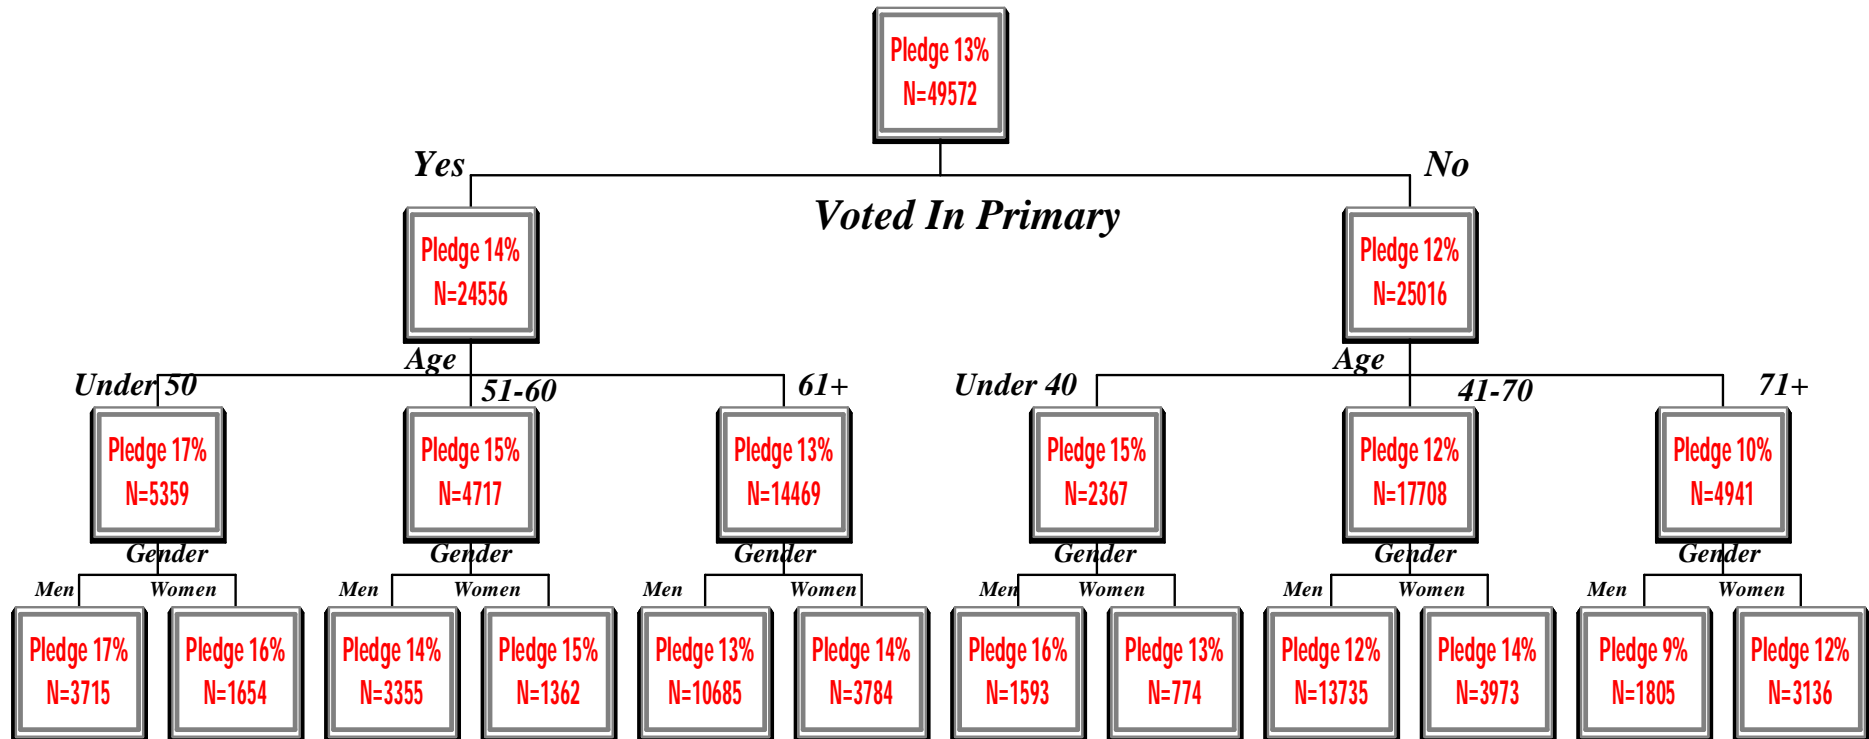 Pledge 13%
N=49572
Yes
No
Voted In Primary
Pledge 14%
N=24556
Pledge 12%
N=25016
Age
Age
Under 50
51-60
61+
Under 40
41-70
71+
Pledge 17%
N=5359
Pledge 15%
N=4717
Pledge 13%
N=14469
Pledge 15%
N=2367
Pledge 12%
N=17708
Pledge 10%
N=4941
Gender
Gender
Gender
Gender
Gender
Gender
Men
Women
Men
Women
Men
Women
Men
Women
Men
Women
Men
Women
Pledge 17%
N=3715
Pledge 16%
N=1654
Pledge 14%
N=3355
Pledge 15%
N=1362
Pledge 13%
N=10685
Pledge 14%
N=3784
Pledge 16%
N=1593
Pledge 13%
N=774
Pledge 12%
N=13735
Pledge 14%
N=3973
Pledge 9%
N=1805
Pledge 12%
N=3136